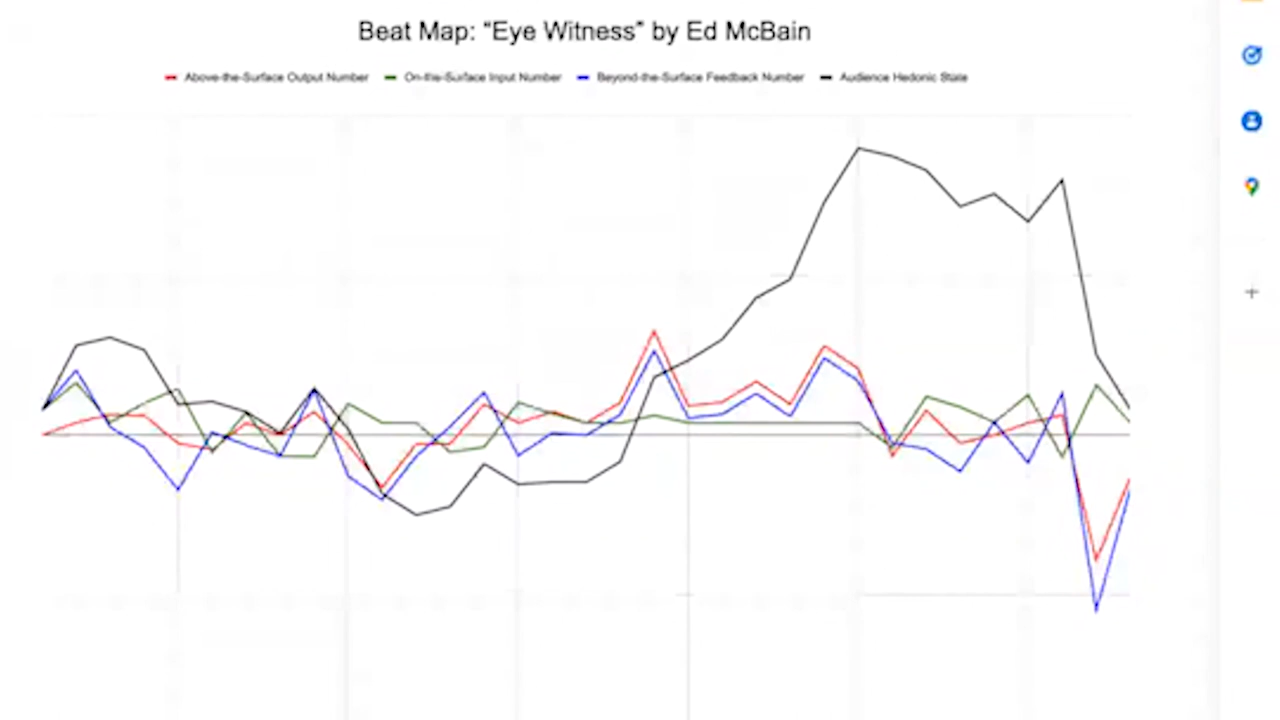 Beat Map: "Eye Witness" by Ed McBain
Above-the-Surface Output Number On-the-Surface Input Number Beyond-the-Surface Feedback Number Audience Hedonic State